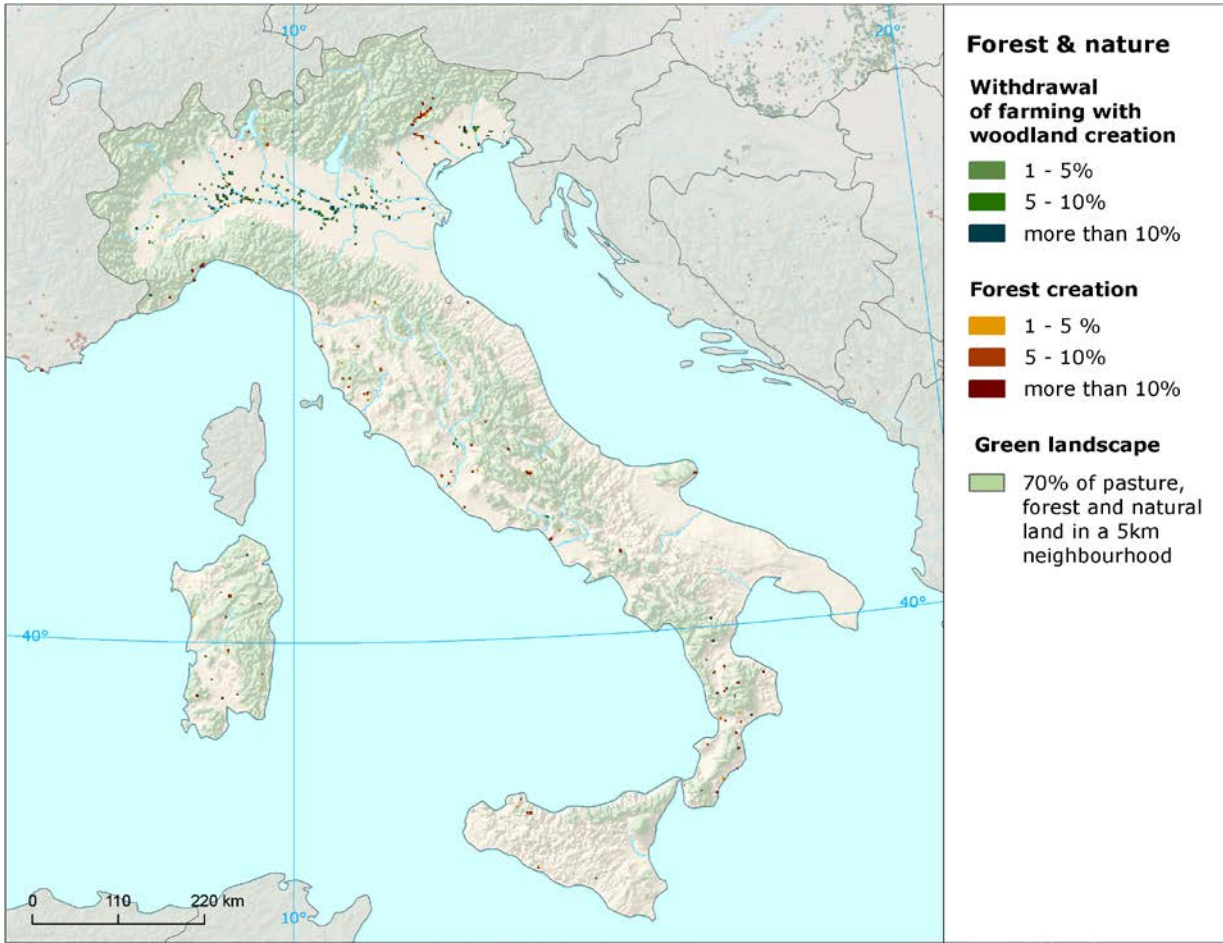 10°
20°
40°
40°
10°
0 110 220 km
Forest & nature
Withdrawal
of farming with
woodland creation
1 - 5%
5 - 10%
more than 10%
Forest creation
1 - 5 %
5 - 10%
more than 10%
Green landscape
70% of pasture,
forest and natural
land in a 5km
neighbourhood